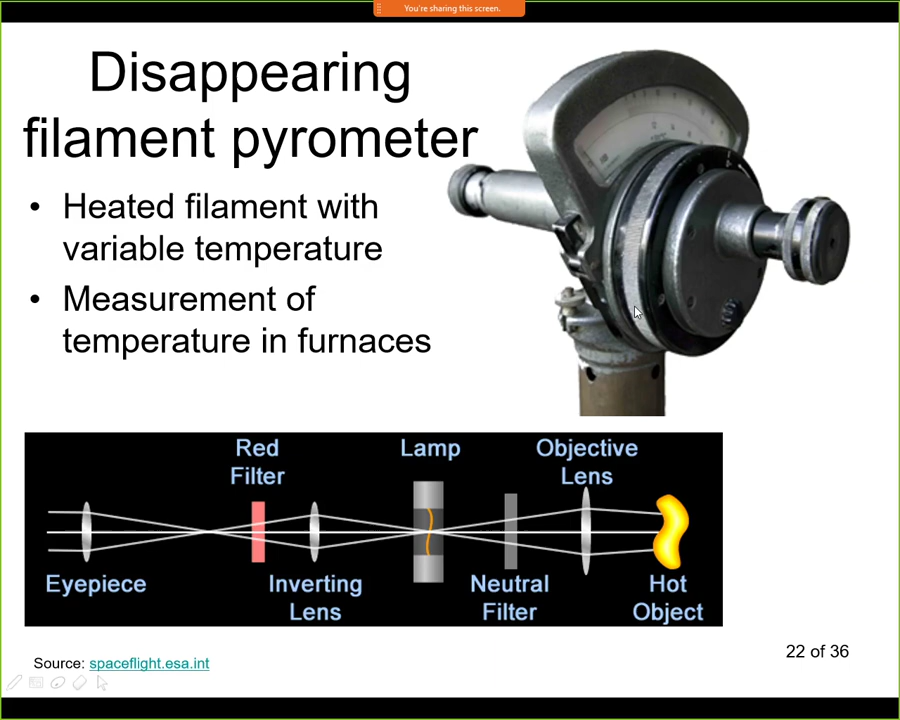 You're sharing this screen.
Disappearing
filament pyrometer
• Heated filament with
variable temperature
• Measurement of
temperature in furnaces
Red
Filter
Lamp
Objective
Lens
Eyepiece
Inverting
Lens
Neutral
Filter
Hot
Object
22 of 36
Source: spaceflight.esa.int